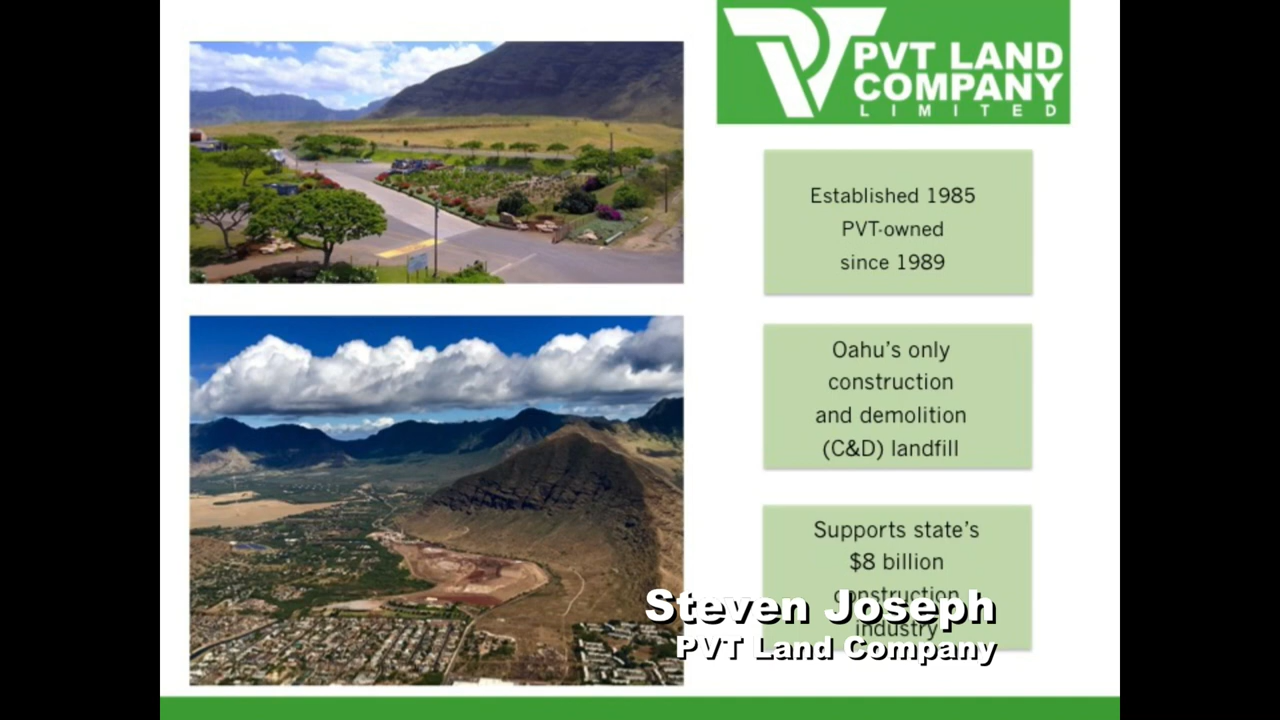 PVT LAND
COMPANY
LIMITED
Established 1985
PVT-owned
since 1989
Oahu's only
construction
and demolition
(C&D) landfill
Supports state's
$8 billion
construction
industry
Steven Joseph
PVT Land Company